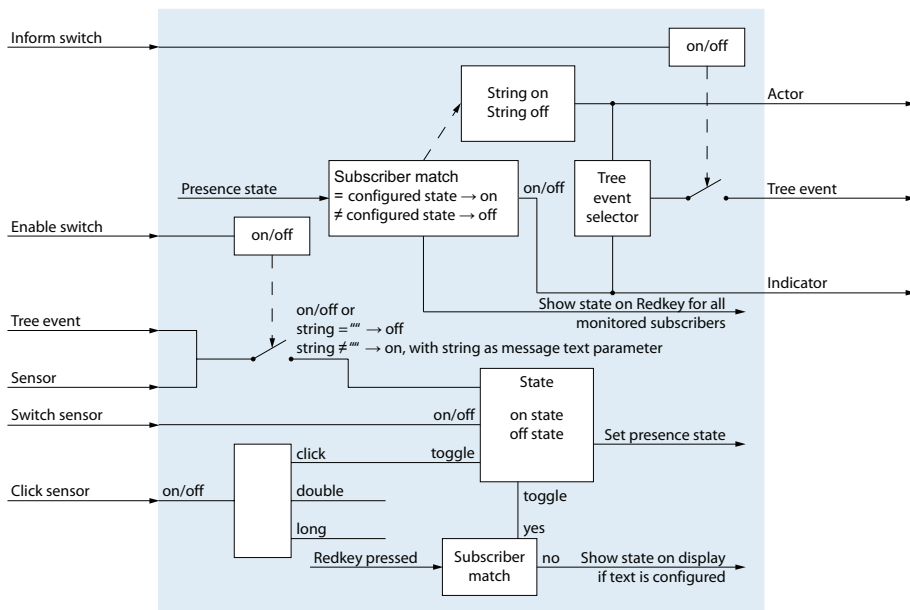 Inform switch
on/off
String on
String off
Actor
Presence state
Subscriber match
= configured state → on
≠ configured state → off
on/off
Tree
event
selector
Tree event
Enable switch
on/off
Indicator
Show state on Redkey for all
monitored subscribers
Tree event
on/off or
string = "" → off
string ≠ "" → on, with string as message text parameter
Sensor
State
on state
off state
Switch sensor
on/off
Set presence state
click
toggle
Click sensor
on/off
double
long
toggle
yes
Redkey pressed
Subscriber
match
no
Show state on display
if text is configured